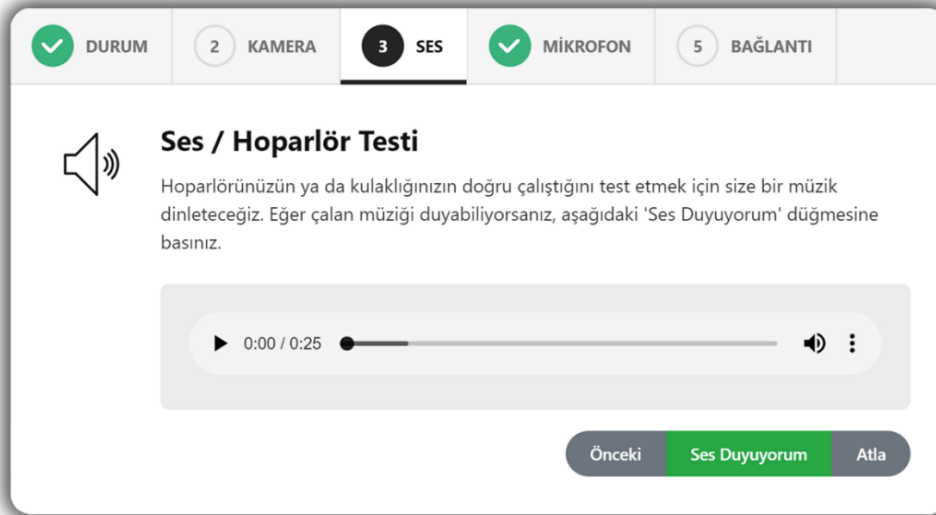 DURUM
2 KAMERA
3 SES
MİKROFON
5 BAĞLANTI
Ses / Hoparlör Testi
Hoparlörünüzün ya da kulaklığınızın doğru çalıştığını test etmek için size bir müzik
dinleteceğiz. Eğer çalan müziği duyabiliyorsanız, aşağıdaki 'Ses Duyuyorum' düğmesine
basınız.
0:00 / 0:25
Önceki
Ses Duyuyorum
Atla